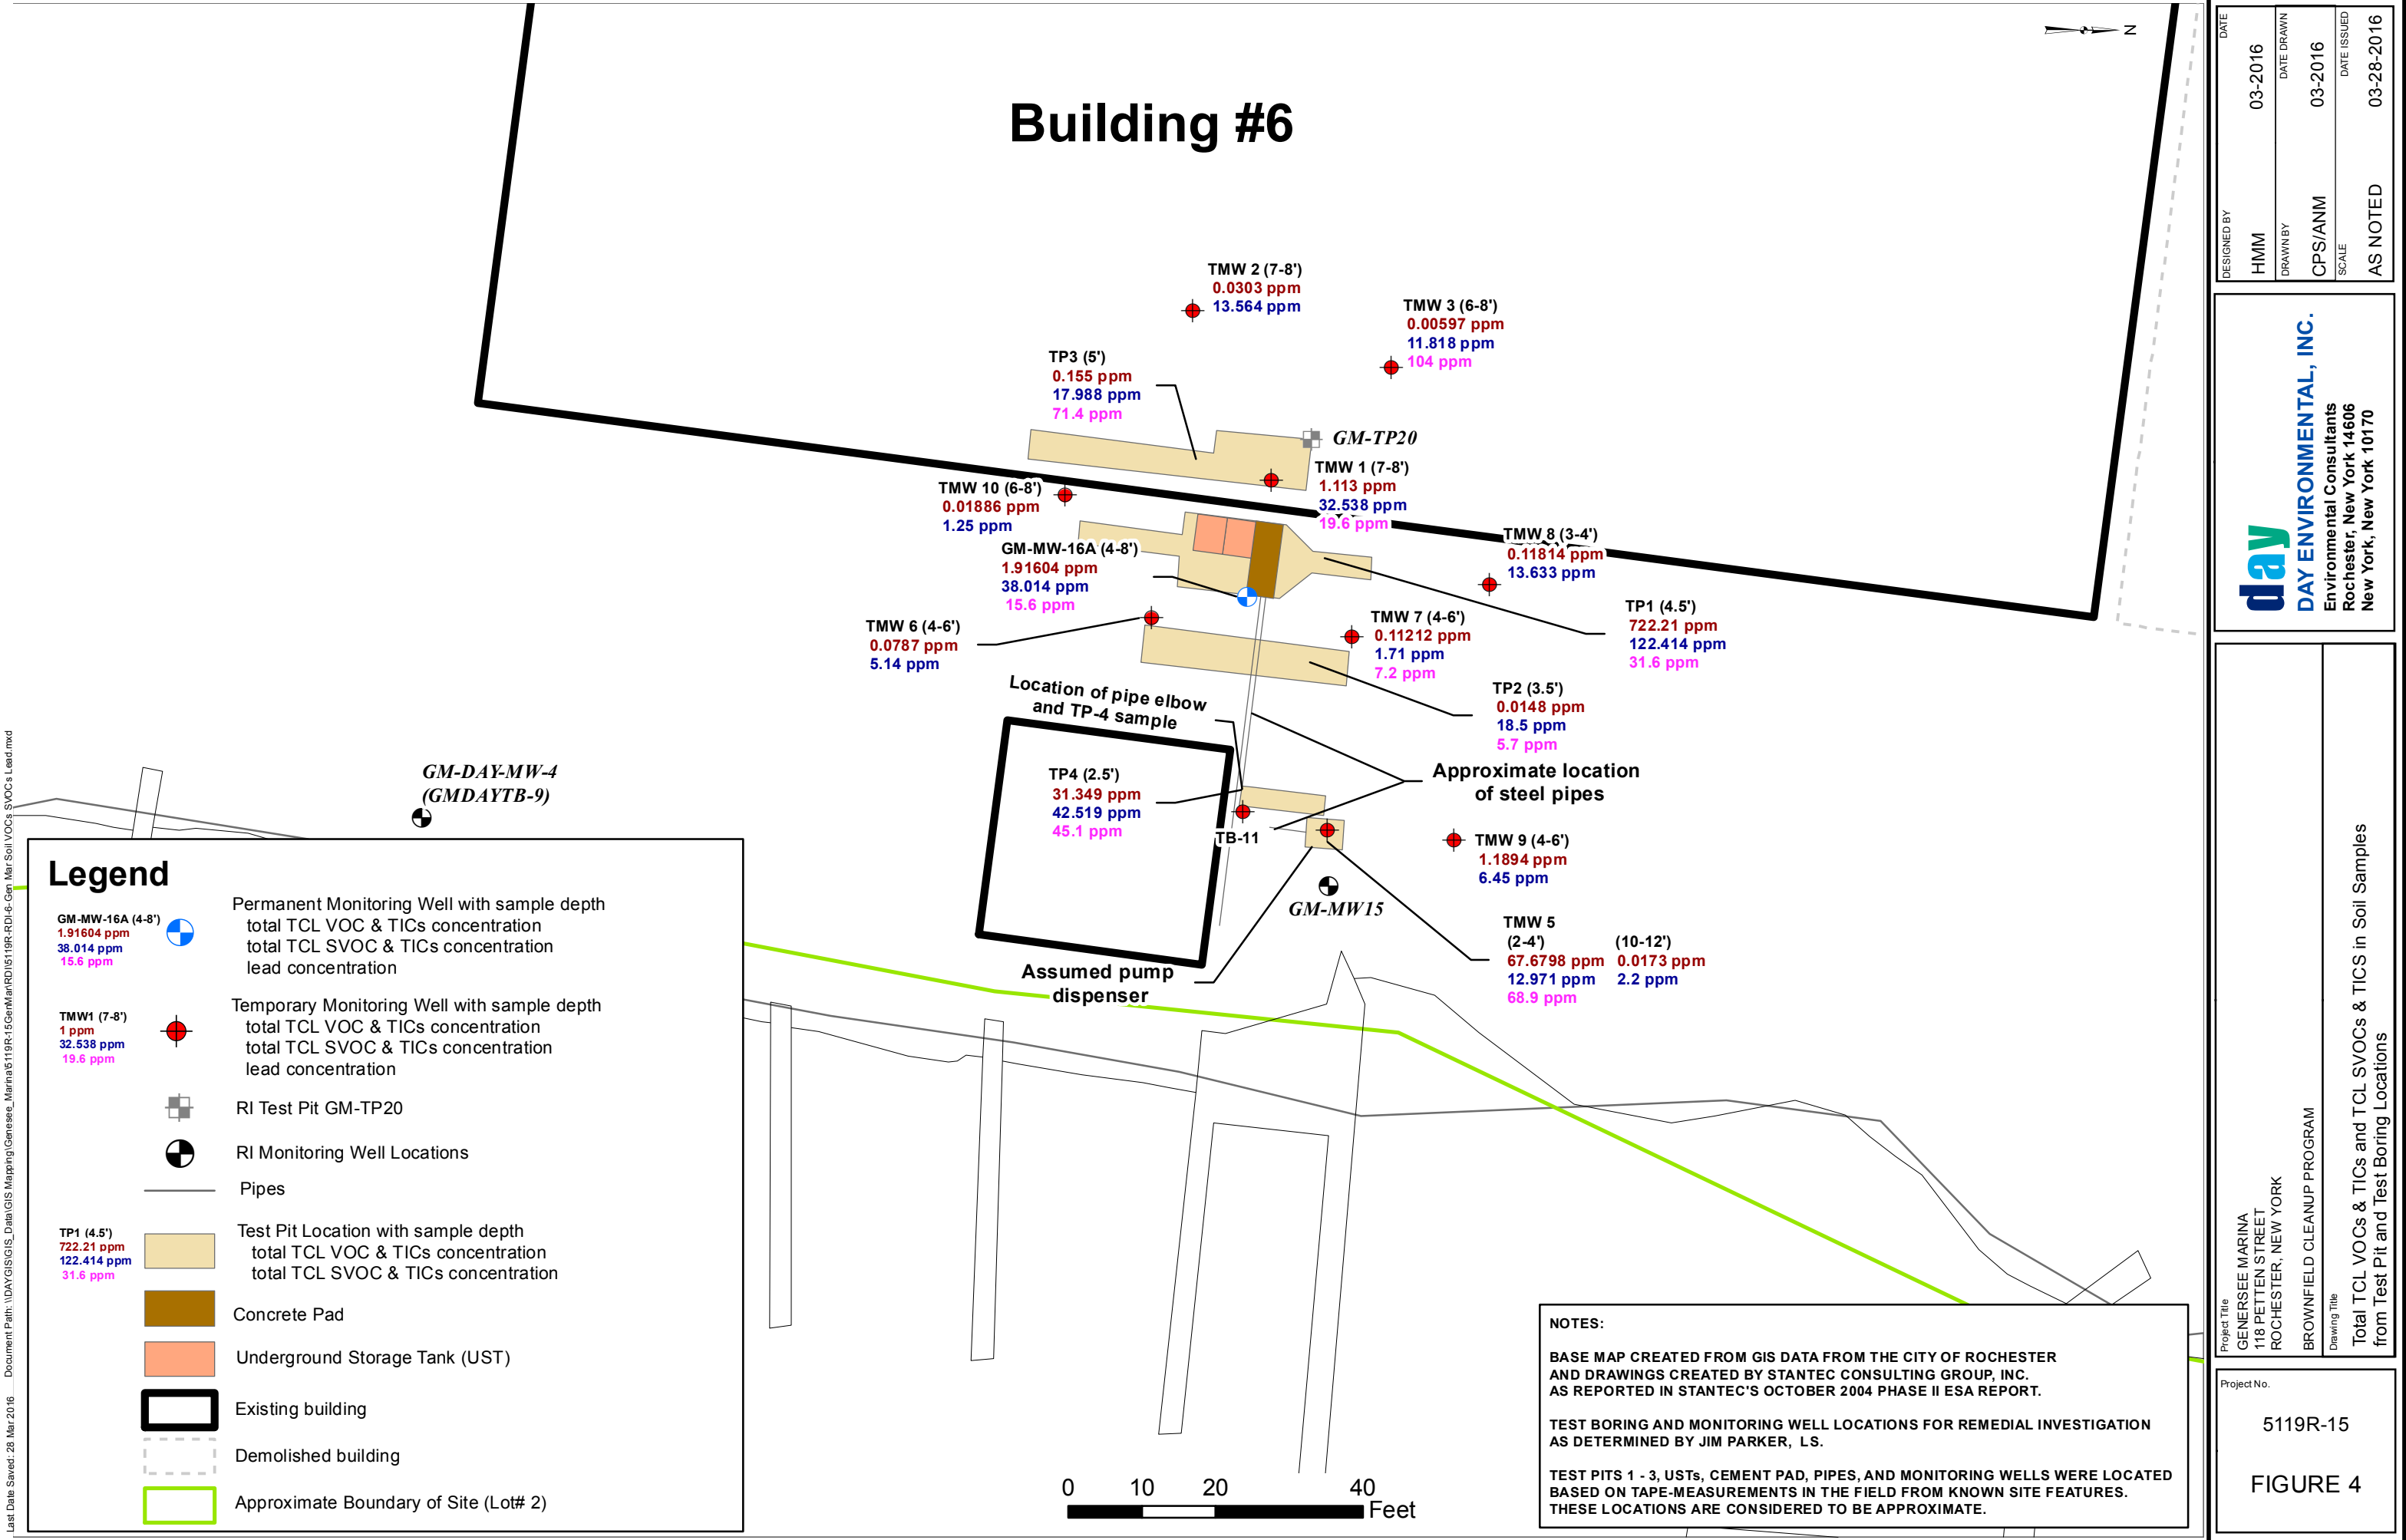 Building #6
N
TMW 2 (7-8')
0.0303 ppm
13.564 ppm
TMW 3 (6-8')
0.00597 ppm
11.818 ppm
104 ppm
TP3 (5')
0.155 ppm
17.988 ppm
71.4 ppm
GM-TP20
TMW 1 (7-8')
1.113 ppm
32.538 ppm
19.6 ppm
TMW 10 (6-8')
0.01886 ppm
1.25 ppm
TMW 8 (3-4')
0.11814 ppm
13.633 ppm
GM-MW-16A (4-8')
1.91604 ppm
38.014 ppm
15.6 ppm
TP1 (4.5')
722.21 ppm
122.414 ppm
31.6 ppm
TMW 6 (4-6')
0.0787 ppm
5.14 ppm
TMW 7 (4-6')
0.11212 ppm
1.71 ppm
7.2 ppm
TP2 (3.5')
0.0148 ppm
18.5 ppm
5.7 ppm
Location of pipe elbow
and TP-4 sample
TP4 (2.5')
31.349 ppm
42.519 ppm
45.1 ppm
Approximate location
of steel pipes
TB-11
TMW 9 (4-6')
1.1894 ppm
6.45 ppm
GM-MW15
TMW 5
(2-4') (10-12')
67.6798 ppm 0.0173 ppm
12.971 ppm 2.2 ppm
68.9 ppm
Assumed pump
dispenser
GM-DAY-MW-4
(GMDAYTB-9)
Legend
GM-MW-16A (4-8')
1.91604 ppm
38.014 ppm
15.6 ppm
Permanent Monitoring Well with sample depth
total TCL VOC & TICs concentration
total TCL SVOC & TICs concentration
lead concentration
TMW1 (7-8')
1 ppm
32.538 ppm
19.6 ppm
Temporary Monitoring Well with sample depth
total TCL VOC & TICs concentration
total TCL SVOC & TICs concentration
lead concentration
RI Test Pit GM-TP20
RI Monitoring Well Locations
Pipes
TP1 (4.5')
722.21 ppm
122.414 ppm
31.6 ppm
Test Pit Location with sample depth
total TCL VOC & TICs concentration
total TCL SVOC & TICs concentration
Concrete Pad
Underground Storage Tank (UST)
Existing building
Demolished building
Approximate Boundary of Site (Lot# 2)
0 10 20 40
Feet
NOTES:
BASE MAP CREATED FROM GIS DATA FROM THE CITY OF ROCHESTER
AND DRAWINGS CREATED BY STANTEC CONSULTING GROUP, INC.
AS REPORTED IN STANTEC'S OCTOBER 2004 PHASE II ESA REPORT.
TEST BORING AND MONITORING WELL LOCATIONS FOR REMEDIAL INVESTIGATION
AS DETERMINED BY JIM PARKER, LS.
TEST PITS 1 - 3, USTs, CEMENT PAD, PIPES, AND MONITORING WELLS WERE LOCATED
BASED ON TAPE-MEASUREMENTS IN THE FIELD FROM KNOWN SITE FEATURES.
THESE LOCATIONS ARE CONSIDERED TO BE APPROXIMATE.
DESIGNED BY DATE
HMM 03-2016
DRAWN BY DATE DRAWN
CPS/ANM 03-2016
SCALE DATE ISSUED
AS NOTED 03-28-2016
day
DAY ENVIRONMENTAL, INC.
Environmental Consultants
Rochester, New York 14606
New York, New York 10170
Project Title
GENERSEE MARINA
118 PETTEN STREET
ROCHESTER, NEW YORK
BROWNFIELD CLEANUP PROGRAM
Drawing Title
Total TCL VOCs & TICs and TCL SVOCs & TICS in Soil Samples
from Test Pit and Test Boring Locations
Project No.
5119R-15
FIGURE 4
Last Date Saved: 28 Mar 2016